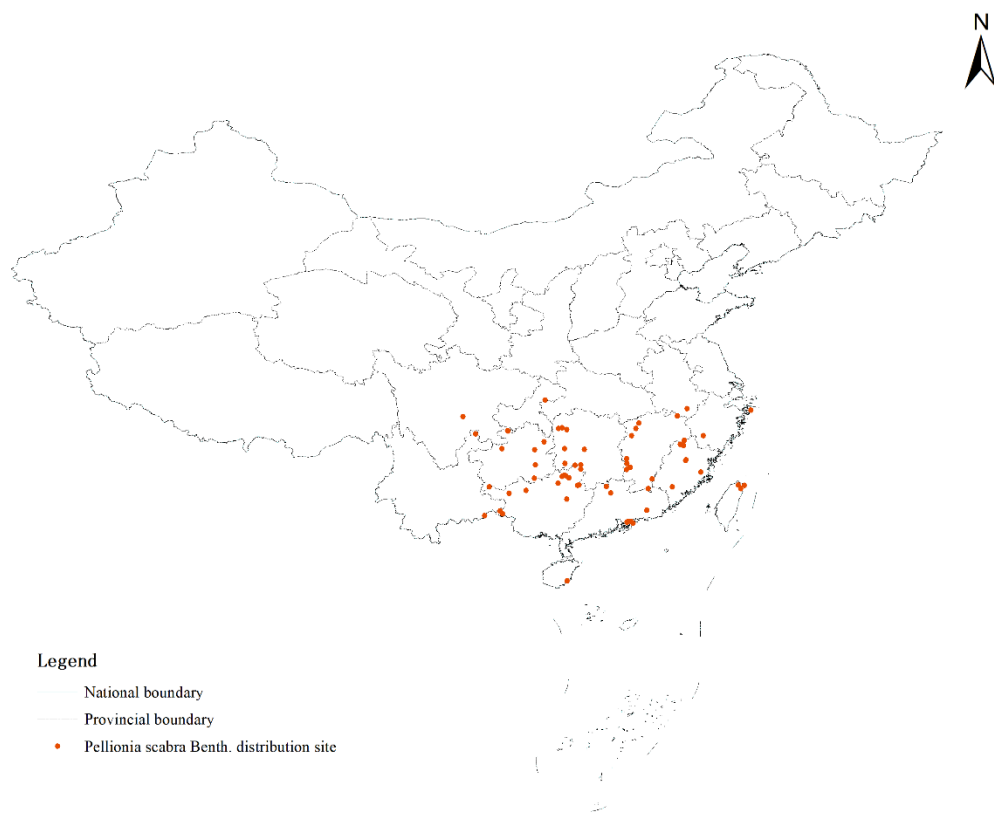 N
Legend
National boundary
Provincial boundary
Pellionia scabra Benth. distribution site